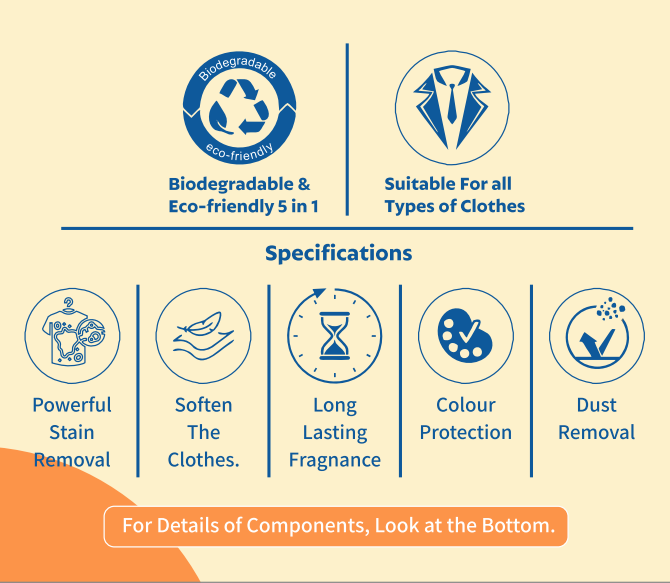 Biodegradable
eco-friendly
Biodegradable &
Eco-friendly 5 in 1
Suitable For all
Types of Clothes
Specifications
Powerful
Stain
Removal
Soften
The
Clothes.
Long
Lasting
Fragnance
Colour
Protection
Dust
Removal
For Details of Components, Look at the Bottom.